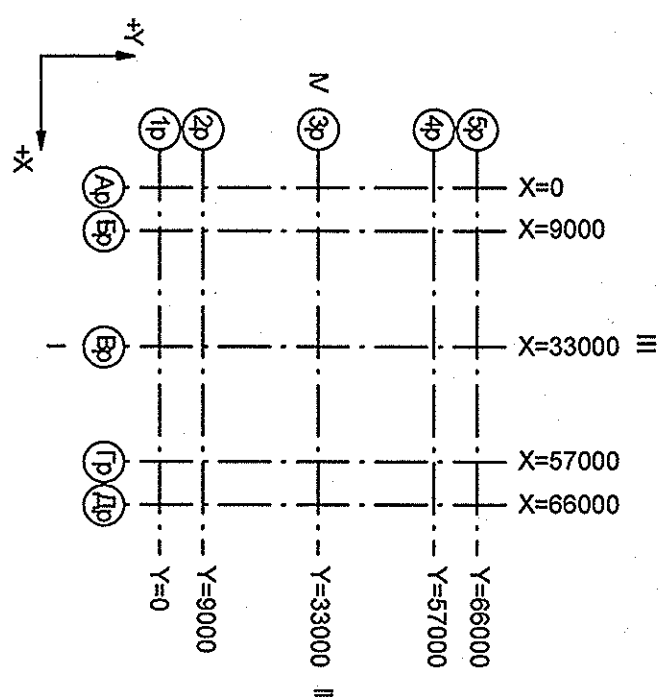 +Y
+X
IV
1р
2р
3р
4р
5р
Ар
X=0
Бр
X=9000
I
Вр
X=33000
III
Гр
X=57000
Др
X=66000
Y=0
Y=9000
Y=33000
Y=57000
Y=66000
II